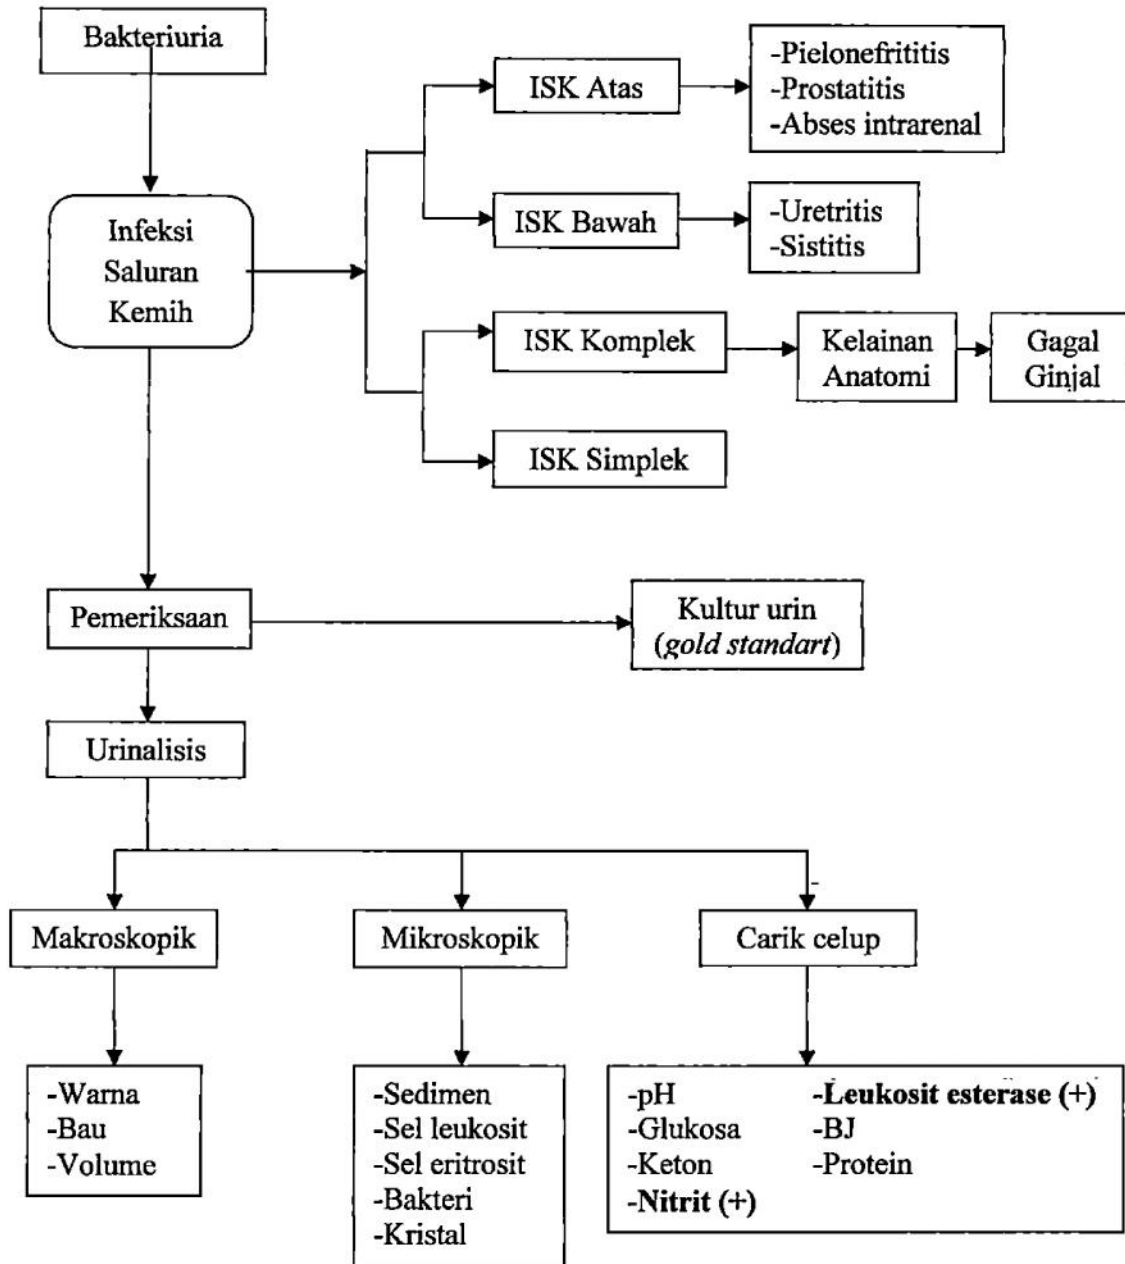 Bakteriuria
Infeksi
Saluran
Kemih
ISK Atas
-Pielonefrititis
-Prostatitis
-Abses intrarenal
ISK Bawah
-Uretritis
-Sistitis
ISK Komplek
Kelainan
Anatomi
Gagal
Ginjal
ISK Simplek
Pemeriksaan
Kultur urin
(gold standart)
Urinalisis
Makroskopik
Mikroskopik
Carik celup
-Warna
-Bau
-Volume
-Sedimen
-Sel leukosit
-Sel eritrosit
-Bakteri
-Kristal
-pH
-Glukosa
-Keton
-Nitrit (+)
-Leukosit esterase (+)
-BJ
-Protein